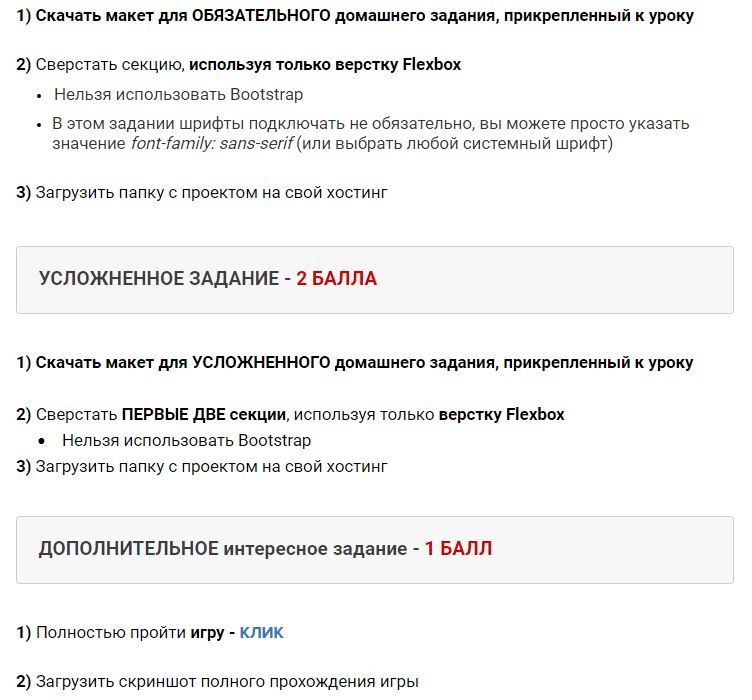 1) Скачать макет для ОБЯЗАТЕЛЬНОГО домашнего задания, прикрепленный к уроку
2) Сверстать секцию, используя только верстку Flexbox
• Нельзя использовать Bootstrap
• В этом задании шрифты подключать не обязательно, вы можете просто указать
значение font-family: sans-serif (или выбрать любой системный шрифт)
3) Загрузить папку с проектом на свой хостинг
УСЛОЖНЕННОЕ ЗАДАНИЕ - 2 БАЛЛА
1) Скачать макет для УСЛОЖНЕННОГО домашнего задания, прикрепленный к уроку
2) Сверстать ПЕРВЫЕ ДВЕ секции, используя только верстку Flexbox
• Нельзя использовать Bootstrap
3) Загрузить папку с проектом на свой хостинг
ДОПОЛНИТЕЛЬНОЕ интересное задание - 1 БАЛЛ
1) Полностью пройти игру - КЛИК
2) Загрузить скриншот полного прохождения игры